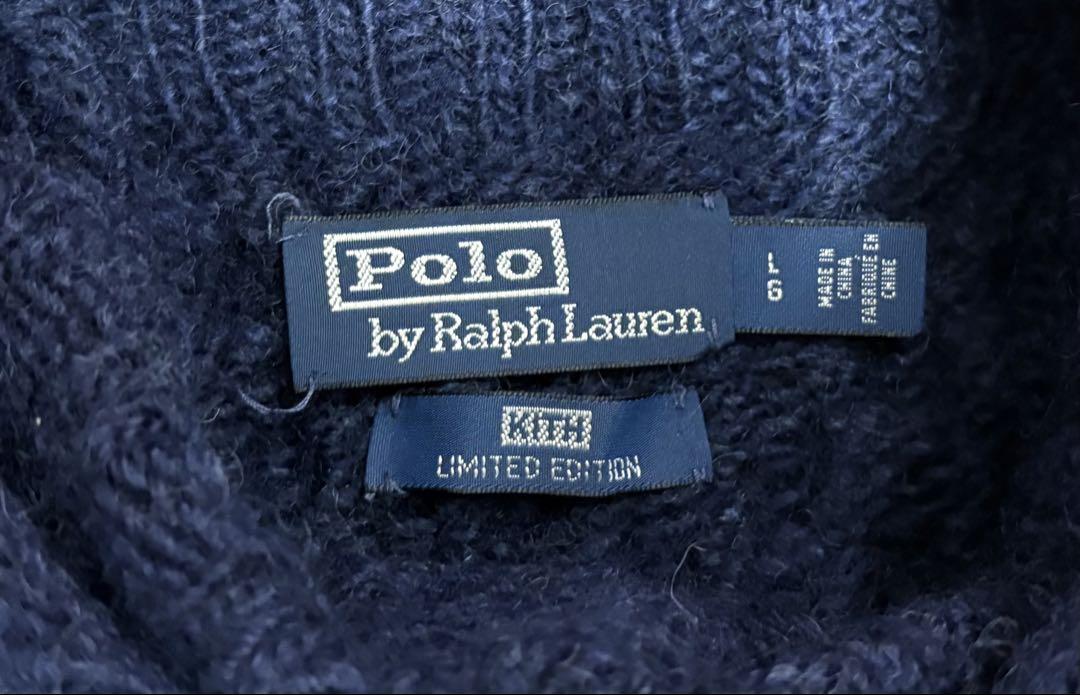 Polo
by Ralph Lauren
L
G
MADE IN
CHINA
FABRIQUÉ EN
CHINE
KITH
LIMITED EDITION